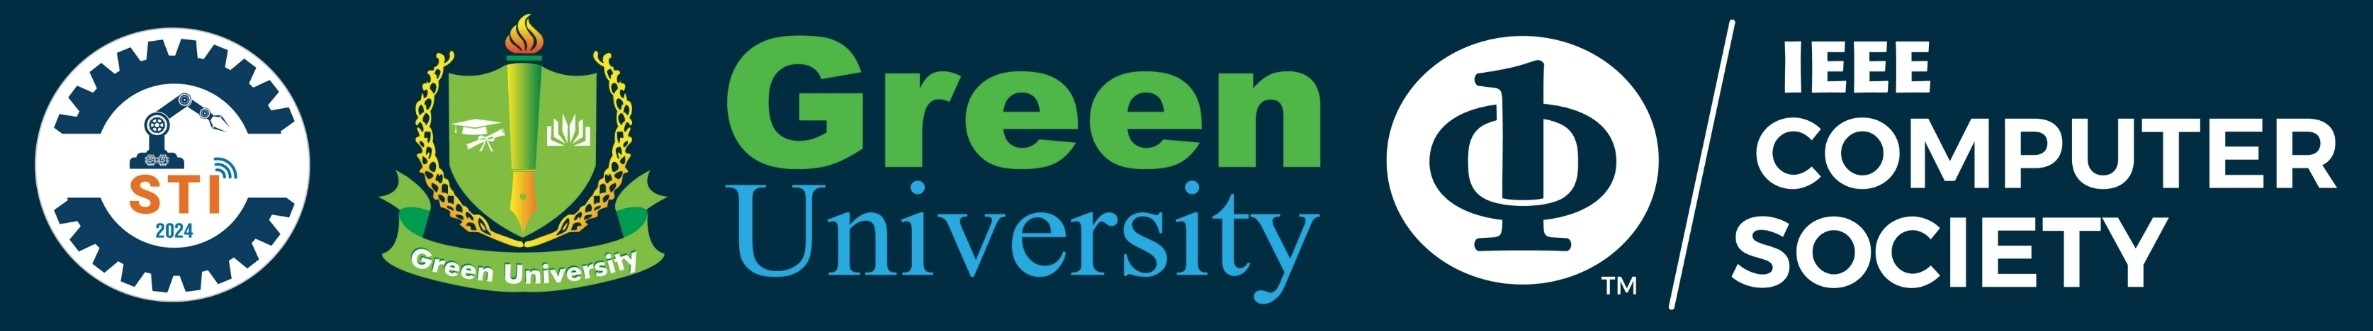 STI
2024
Green University
Green
University
TM
IEEE
COMPUTER
SOCIETY